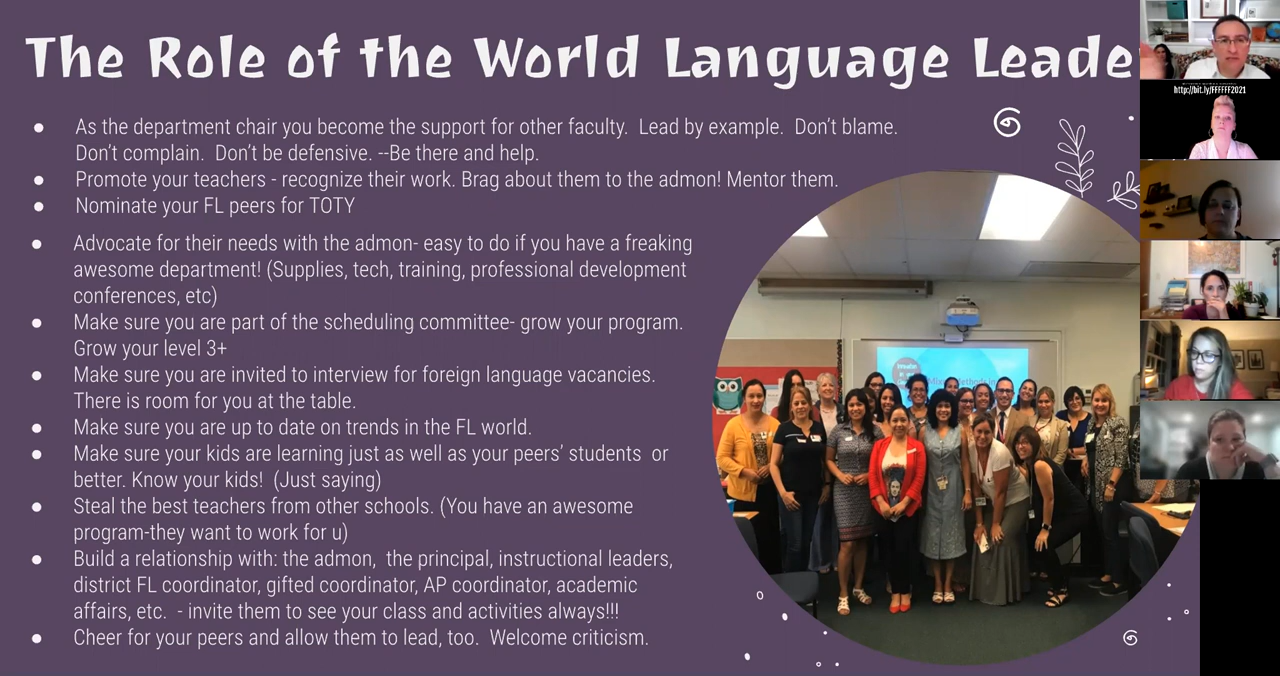 The Role of the World Language Leade
http://bit.ly/FFFFFF2021
● As the department chair you become the support for other faculty.  Lead by example.  Don't blame.
Don't complain.  Don't be defensive. --Be there and help.
● Promote your teachers - recognize their work. Brag about them to the admon! Mentor them.
● Nominate your FL peers for TOTY
● Advocate for their needs with the admon- easy to do if you have a freaking
awesome department! (Supplies, tech, training, professional development
conferences, etc)
● Make sure you are part of the scheduling committee- grow your program.
Grow your level 3+
● Make sure you are invited to interview for foreign language vacancies.
There is room for you at the table.
● Make sure you are up to date on trends in the FL world.
● Make sure your kids are learning just as well as your peers' students  or
better. Know your kids!  (Just saying)
● Steal the best teachers from other schools. (You have an awesome
program-they want to work for u)
● Build a relationship with: the admon,  the principal, instructional leaders,
district FL coordinator, gifted coordinator, AP coordinator, academic
affairs, etc.  - invite them to see your class and activities always!!!
● Cheer for your peers and allow them to lead, too.  Welcome criticism.